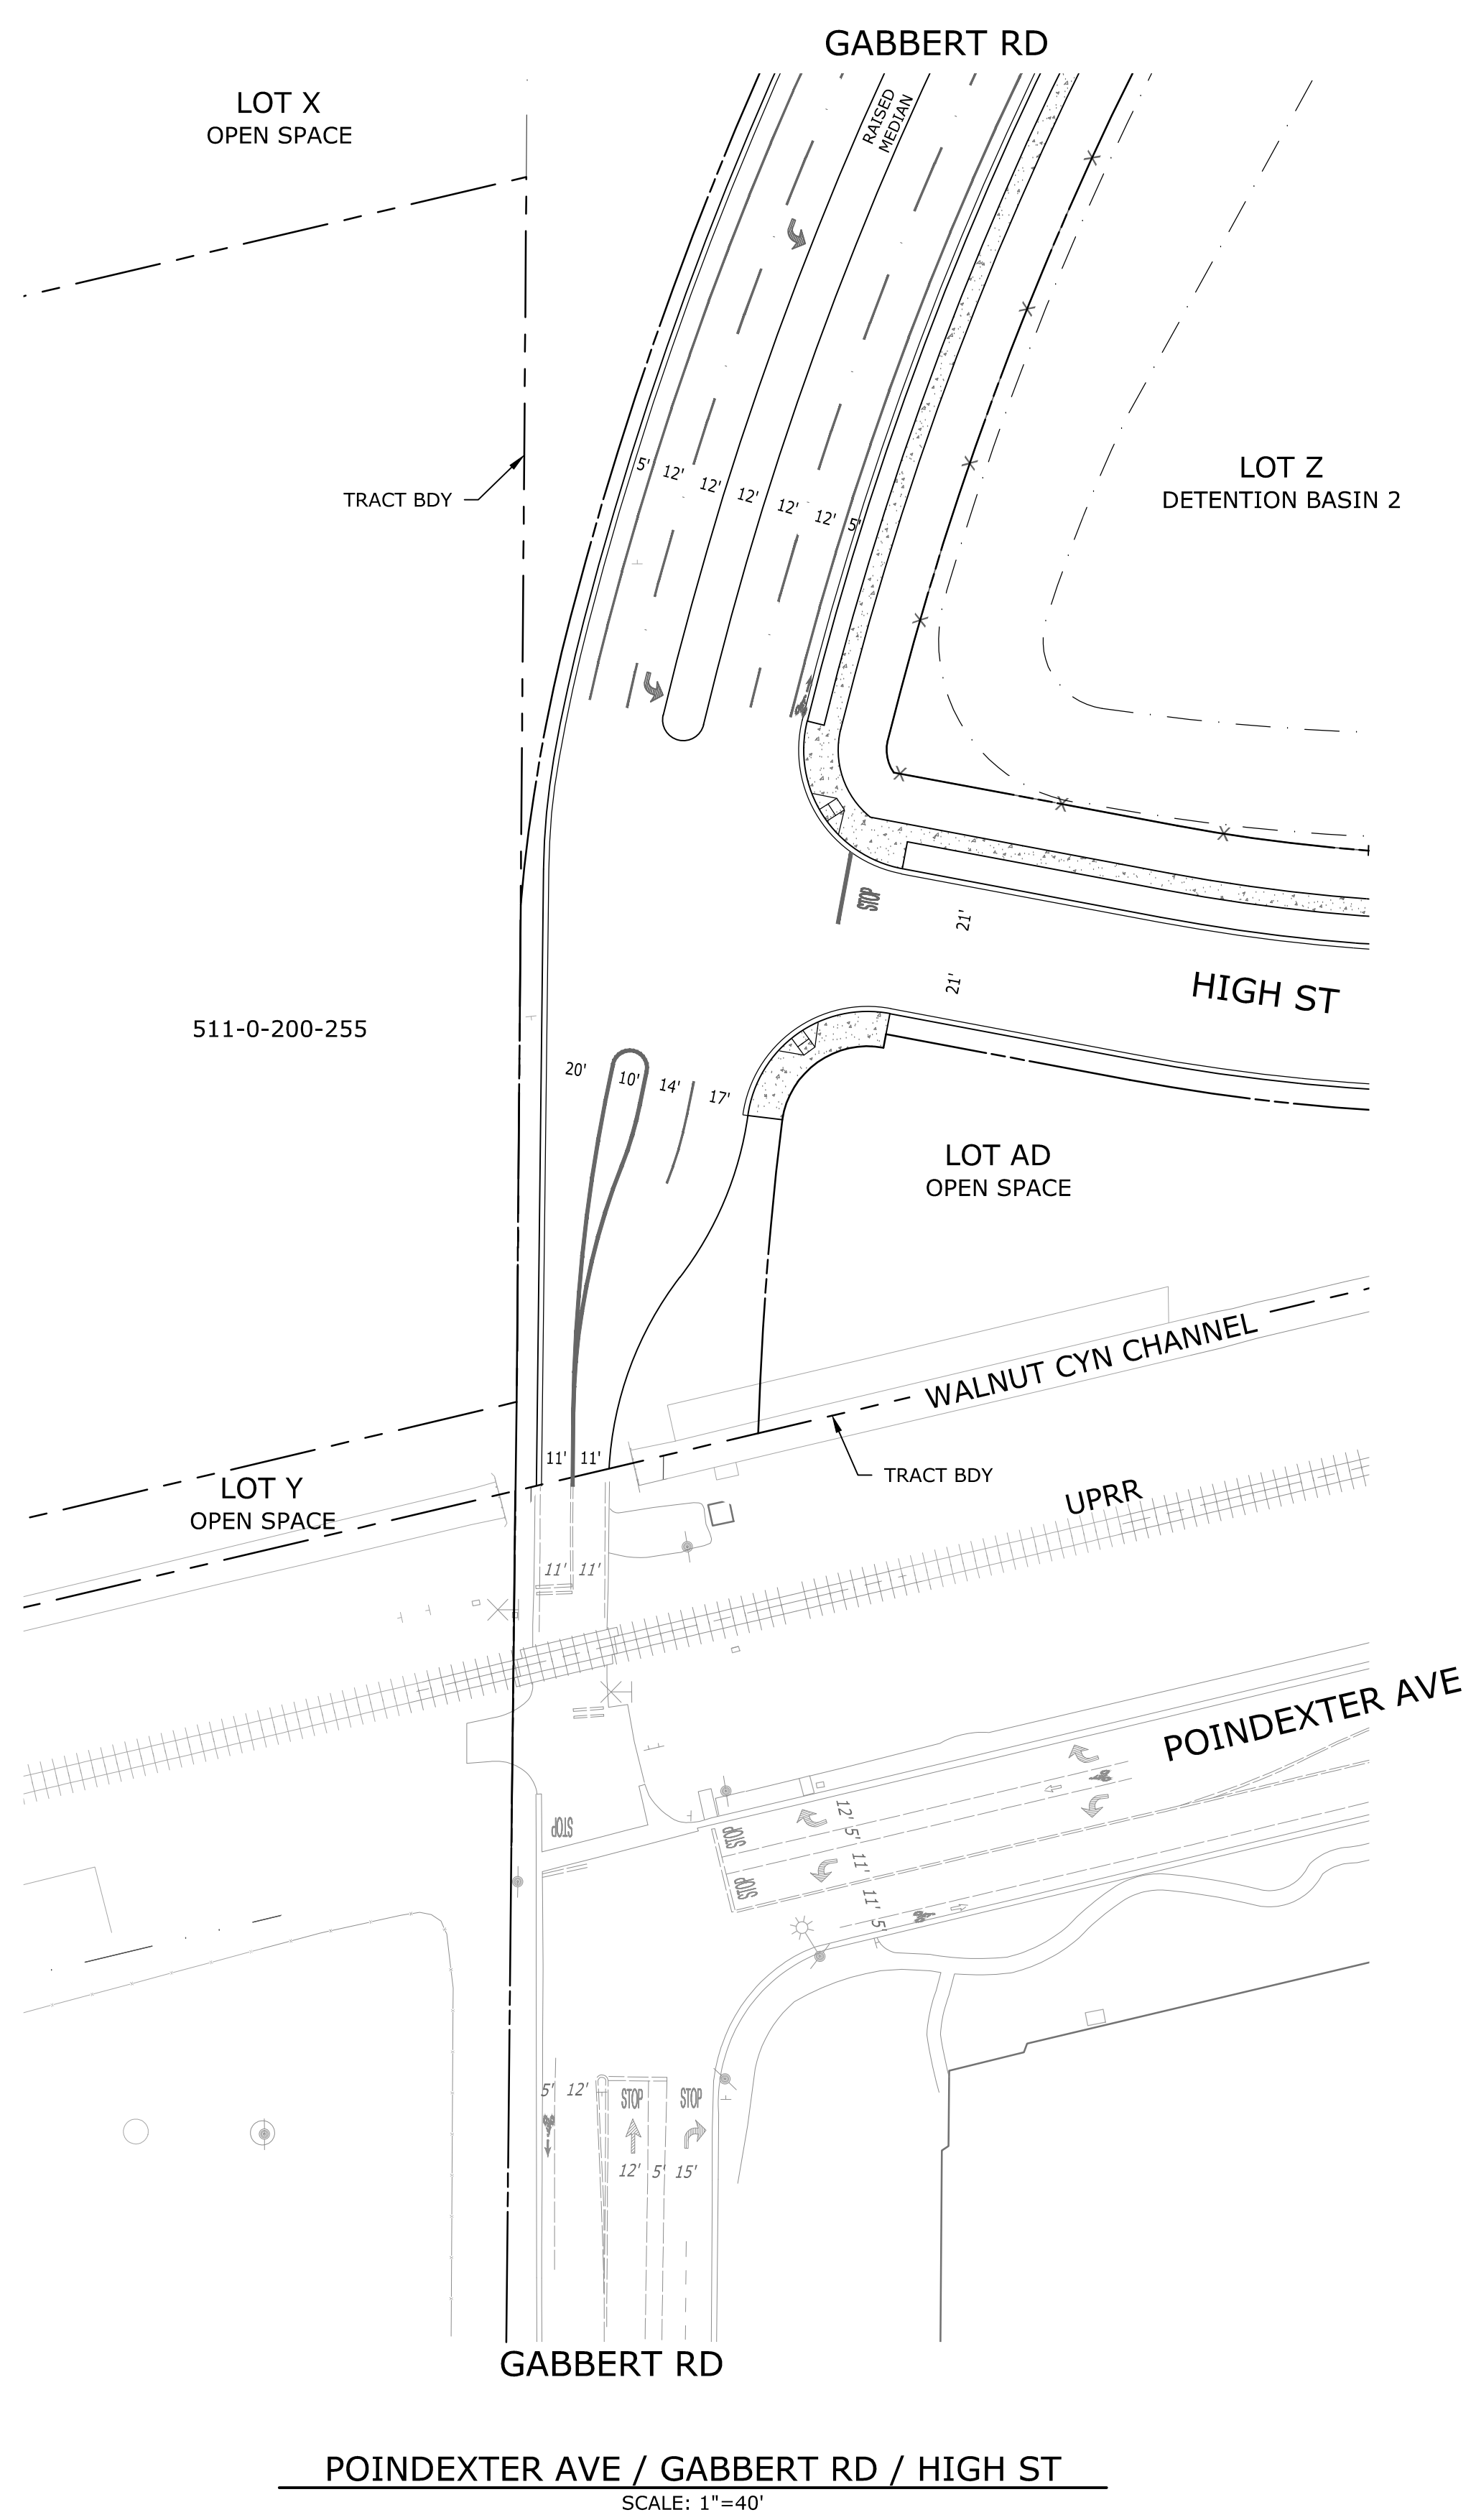 GABBERT RD
LOT X
OPEN SPACE
RAISED
MEDIAN
TRACT BDY
5' 12' 12' 12' 12' 12' 5'
LOT Z
DETENTION BASIN 2
STOP
21'
21'
HIGH ST
511-0-200-255
20' 10' 14' 17'
LOT AD
OPEN SPACE
WALNUT CYN CHANNEL
TRACT BDY
11' 11'
LOT Y
OPEN SPACE
UPRR
11' 11'
POINDEXTER AVE
STOP
STOP
STOP
12' 5' 11' 11' 5'
5' 12'
STOP STOP
12' 5' 15'
GABBERT RD
POINDEXTER AVE / GABBERT RD / HIGH ST
SCALE: 1"=40'